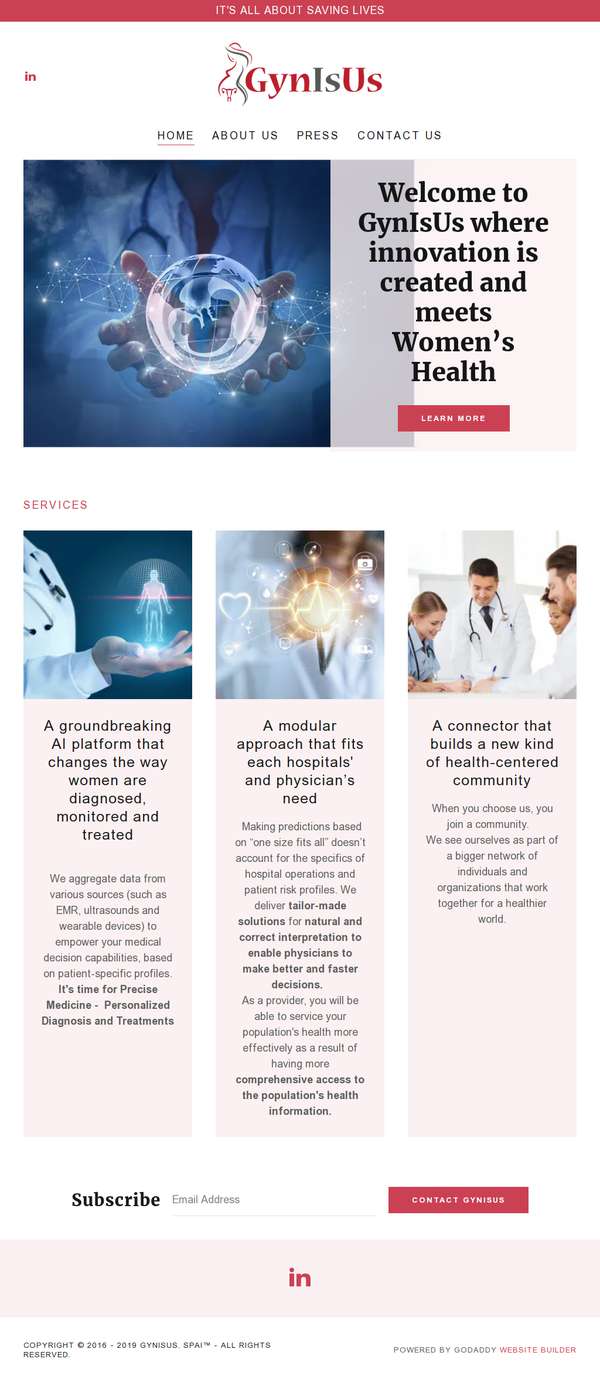 IT'S ALL ABOUT SAVING LIVES
in
GynIsUs
HOME ABOUT US PRESS CONTACT US
Welcome to
GynIsUs where
innovation is
created and
meets
Women’s
Health
LEARN MORE
SERVICES
A groundbreaking
AI platform that
changes the way
women are
diagnosed,
monitored and
treated
We aggregate data from
various sources (such as
EMR, ultrasounds and
wearable devices) to
empower your medical
decision capabilities, based
on patient-specific profiles.
It's time for Precise
Medicine - Personalized
Diagnosis and Treatments
A modular
approach that fits
each hospitals'
and physician’s
need
Making predictions based
on “one size fits all” doesn’t
account for the specifics of
hospital operations and
patient risk profiles. We
deliver tailor-made
solutions for natural and
correct interpretation to
enable physicians to
make better and faster
decisions.
As a provider, you will be
able to service your
population's health more
effectively as a result of
having more
comprehensive access to
the population's health
information.
A connector that
builds a new kind
of health-centered
community
When you choose us, you
join a community.
We see ourselves as part of
a bigger network of
individuals and
organizations that work
together for a healthier
world.
Subscribe Email Address CONTACT GYNISUS
in
COPYRIGHT © 2016 - 2019 GYNISUS. SPAI™ - ALL RIGHTS
RESERVED.
POWERED BY GODADDY WEBSITE BUILDER